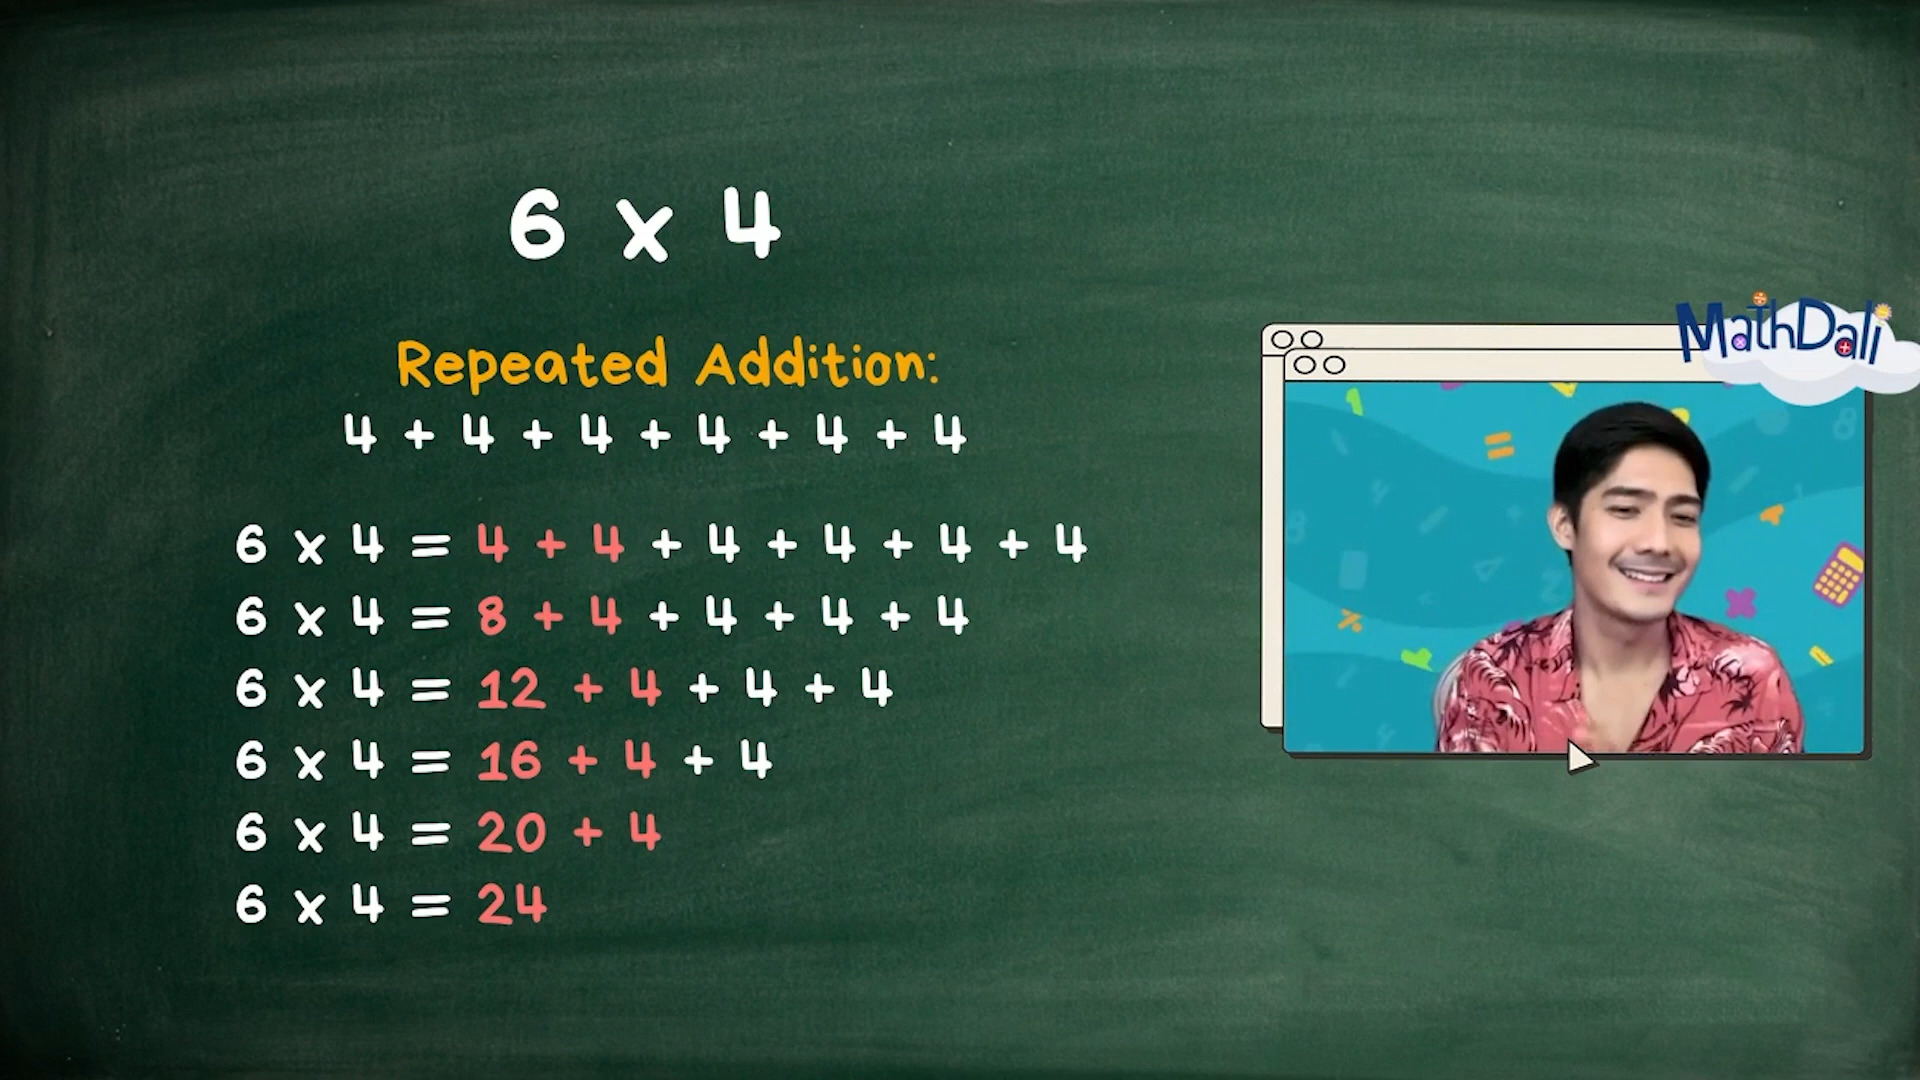 6 x 4
Repeated Addition:
4 + 4 + 4 + 4 + 4 + 4
6 x 4 = 4 + 4 + 4 + 4 + 4 + 4
6 x 4 = 8 + 4 + 4 + 4 + 4
6 x 4 = 12 + 4 + 4 + 4
6 x 4 = 16 + 4 + 4
6 x 4 = 20 + 4
6 x 4 = 24
MathDali